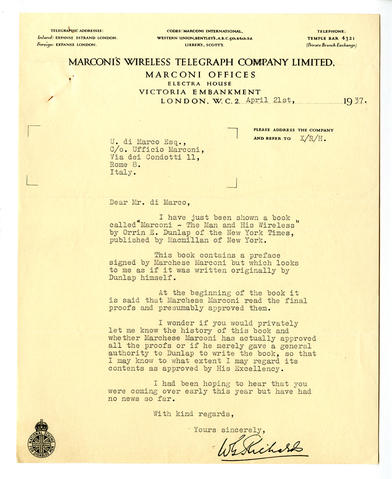 TELEGRAPHIC ADDRESSES:
Inland: EXPANSE ESTRAND LONDON.
Foreign: EXPANSE LONDON.
CODES: MARCONI INTERNATIONAL,
WESTERN UNION, BENTLEY'S, A.B.C.
LIEBERT, SCOTT'S.
TELEPHONE:
TEMPLE BAR 4321
(Private Branch Exchange)
MARCONI'S WIRELESS TELEGRAPH COMPANY LIMITED.
MARCONI OFFICES
ELECTRA HOUSE
VICTORIA EMBANKMENT
LONDON, W.C.2. April 21st, 1937.
PLEASE ADDRESS THE COMPANY
AND REFER TO
U. di Marco Esq.,
C/o. Ufficio Marconi,
Via dei Condotti 11,
Rome 8.
Italy.
Dear Mr. di Marco,
I have just been shown a book
called "Marconi - The Man and His Wireless"
by Orrin E. Dunlap of the New York Times,
published by Macmillan of New York.
This book contains a preface
signed by Marchese Marconi but which looks
to me as if it was written originally by
Dunlap himself.
At the beginning of the book it
is said that Marchese Marconi read the final
proofs and presumably approved them.
I wonder if you would privately
let me know the history of this book and
whether Marchese Marconi has actually approved
all the proofs or if he merely gave a general
authority to Dunlap to write the book, so that
I may know to what extent I may regard its
contents as approved by His Excellency.
I had been hoping to hear that you
were coming over early this year but have had
no news so far.
With kind regards,
Yours sincerely,
W G Richards